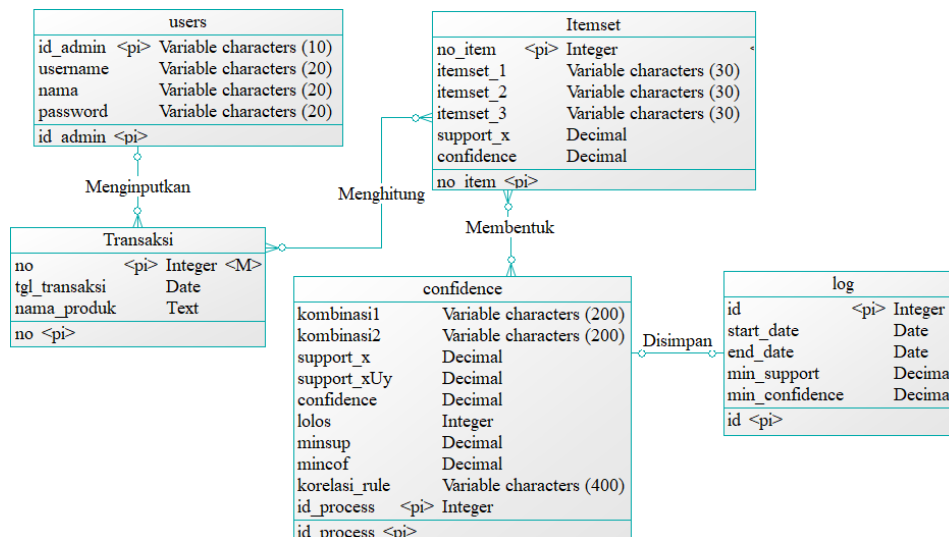 users
id_admin <pi> Variable characters (10)
username Variable characters (20)
nama Variable characters (20)
password Variable characters (20)
id_admin <pi>
Menginputkan
Transaksi
no <pi> Integer <M>
tgl_transaksi Date
nama_produk Text
no <pi>
Menghitung
Itemset
no_item <pi> Integer
itemset_1 Variable characters (30)
itemset_2 Variable characters (30)
itemset_3 Variable characters (30)
support_x Decimal
confidence Decimal
no_item <pi>
Membentuk
confidence
kombinasi1 Variable characters (200)
kombinasi2 Variable characters (200)
support_x Decimal
support_xUy Decimal
confidence Decimal
lolos Integer
minsup Decimal
mincof Decimal
korelasi_rule Variable characters (400)
id_process <pi> Integer
id_process <pi>
Disimpan
log
id <pi> Integer
start_date Date
end_date Date
min_support Decima
min_confidence Decima
id <pi>